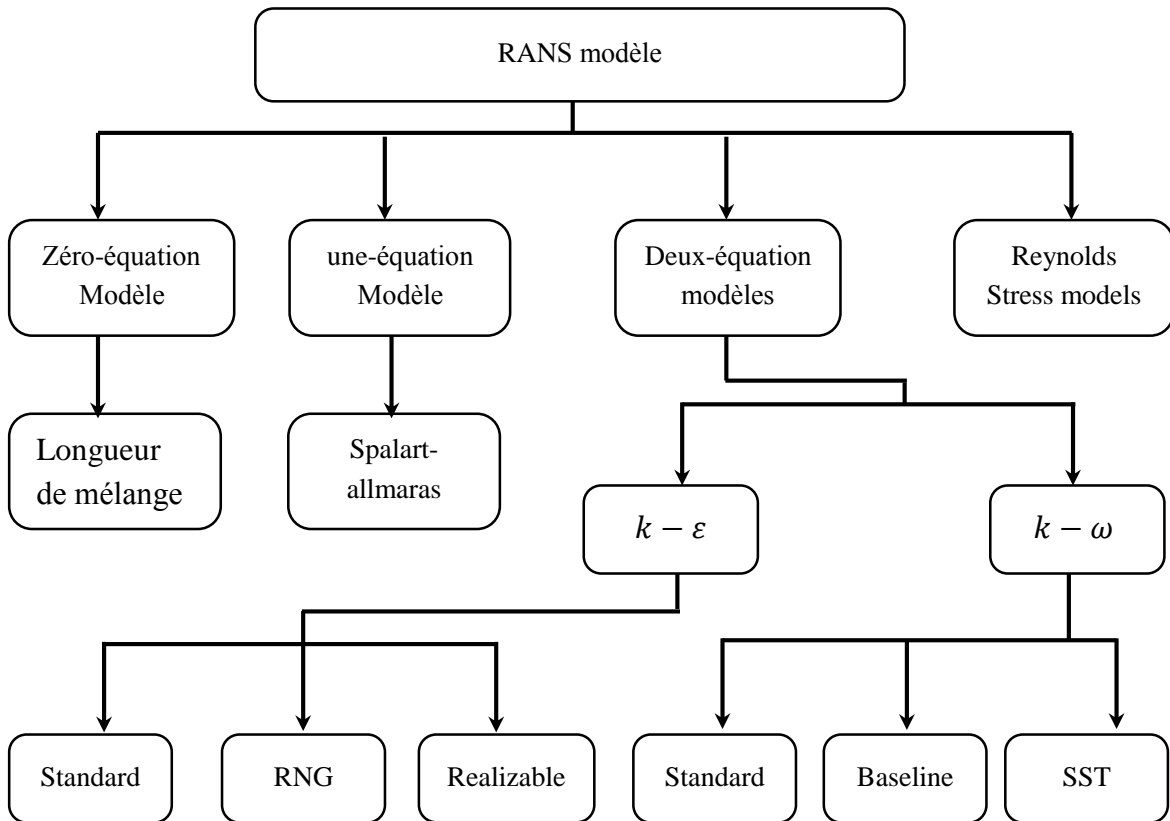 RANS modèle
Zéro-équation
Modèle
une-équation
Modèle
Deux-équation
modèles
Reynolds
Stress models
Longueur
de mélange
Spalart-
allmaras
k − ε
k − ω
Standard
RNG
Realizable
Standard
Baseline
SST